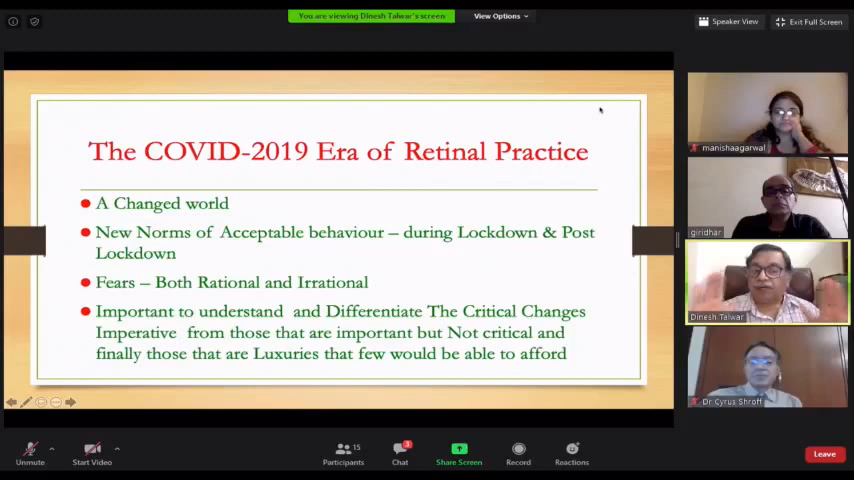 You are viewing Dinesh Talwar's screen
View Options
Speaker View
Exit Full Screen
The COVID-2019 Era of Retinal Practice
A Changed world
New Norms of Acceptable behaviour – during Lockdown & Post
Lockdown
Fears – Both Rational and Irrational
Important to understand and Differentiate The Critical Changes
Imperative from those that are important but Not critical and
finally those that are Luxuries that few would be able to afford
manishaagarwal
giridhar
Dinesh Talwar
Dr Cyrus Shroff
Unmute
Start Video
15
Participants
3
Chat
Share Screen
Record
Reactions
Leave